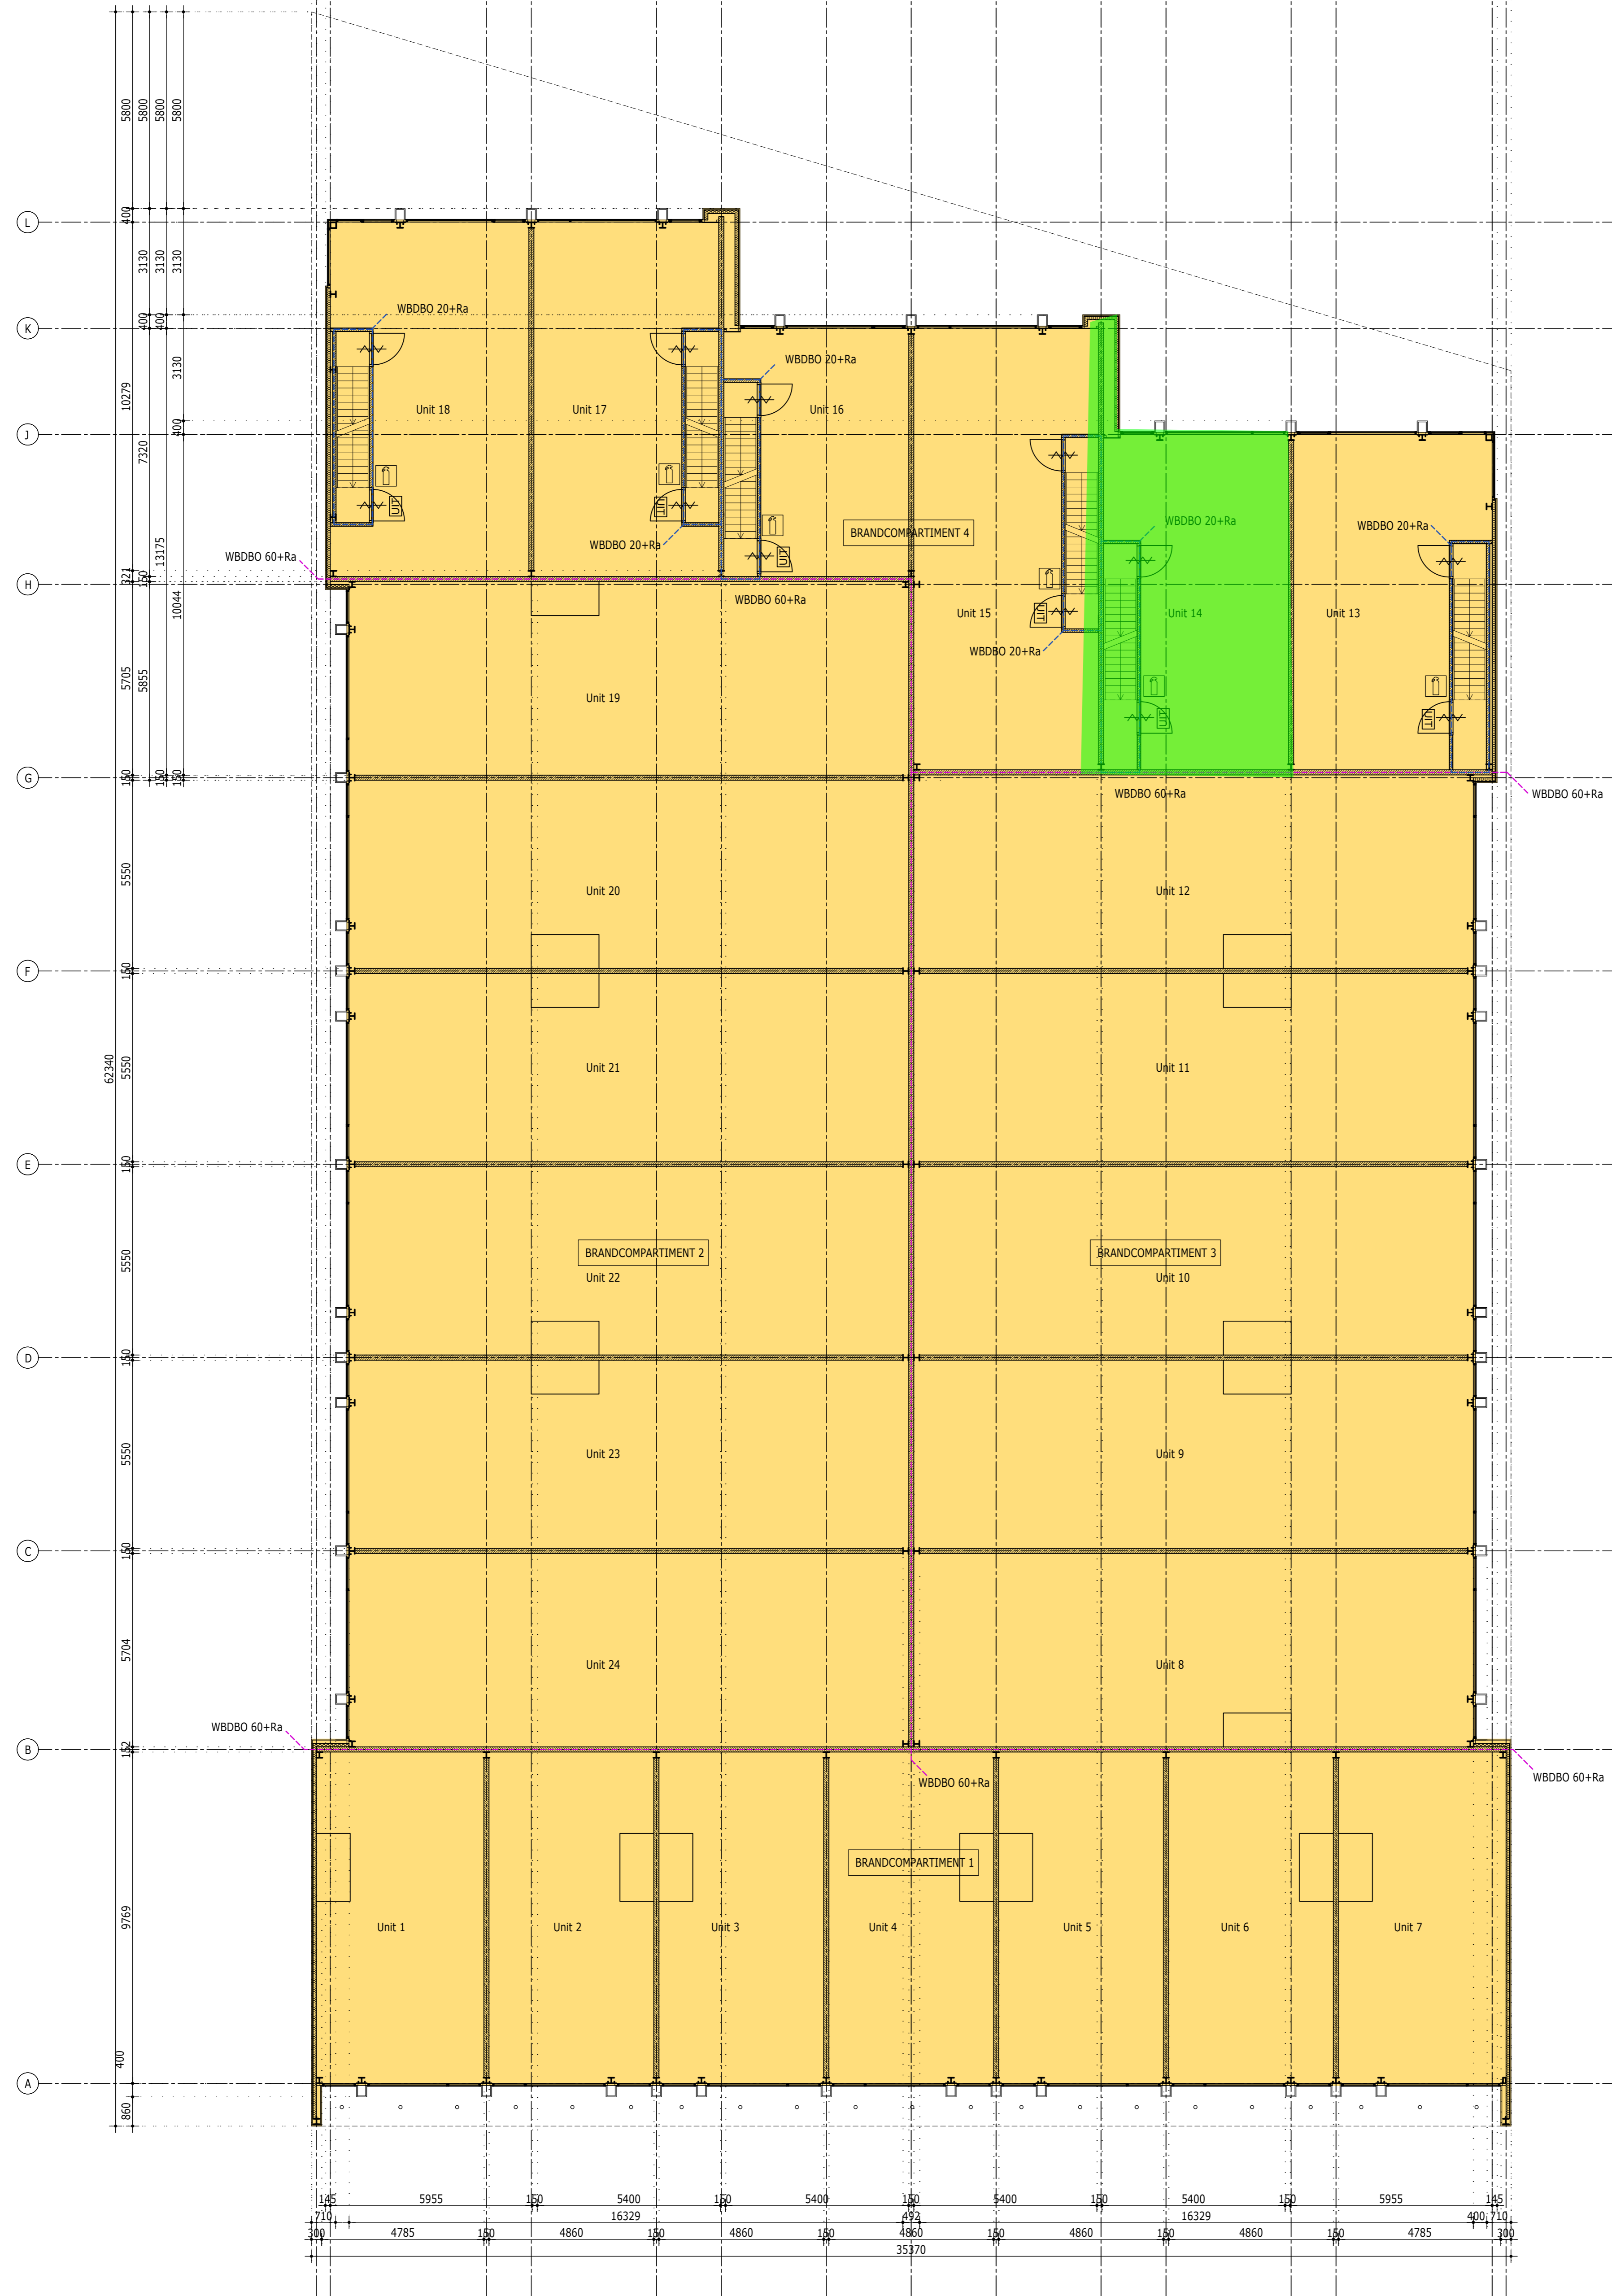 5800
5800
5800
5800
400
L
3130
3130
3130
400
400
K
WBDBO 20+Ra
WBDBO 20+Ra
3130
10279
7320
400
Unit 18
Unit 17
Unit 16
J
UIT
UIT
BRANDCOMPARTIMENT 4
WBDBO 20+Ra
WBDBO 20+Ra
WBDBO 20+Ra
UIT
13175
WBDBO 60+Ra
321
150
H
10044
WBDBO 60+Ra
Unit 15
UIT
Unit 14
Unit 13
WBDBO 20+Ra
5705
5855
Unit 19
UIT
UIT
G
150
150
150
WBDBO 60+Ra
WBDBO 60+Ra
5550
Unit 20
Unit 12
F
150
62340
5550
Unit 21
Unit 11
E
150
5550
BRANDCOMPARTIMENT 2
BRANDCOMPARTIMENT 3
Unit 22
Unit 10
D
150
5550
Unit 23
Unit 9
C
150
5704
Unit 24
Unit 8
WBDBO 60+Ra
B
152
WBDBO 60+Ra
WBDBO 60+Ra
BRANDCOMPARTIMENT 1
9769
Unit 1
Unit 2
Unit 3
Unit 4
Unit 5
Unit 6
Unit 7
400
A
860
145 5955 150 5400 150 5400 150 5400 150 5400 150 5955 145
710 16329 492 16329 400 710
300 4785 150 4860 150 4860 150 4860 150 4860 150 4860 150 4785 300
35370